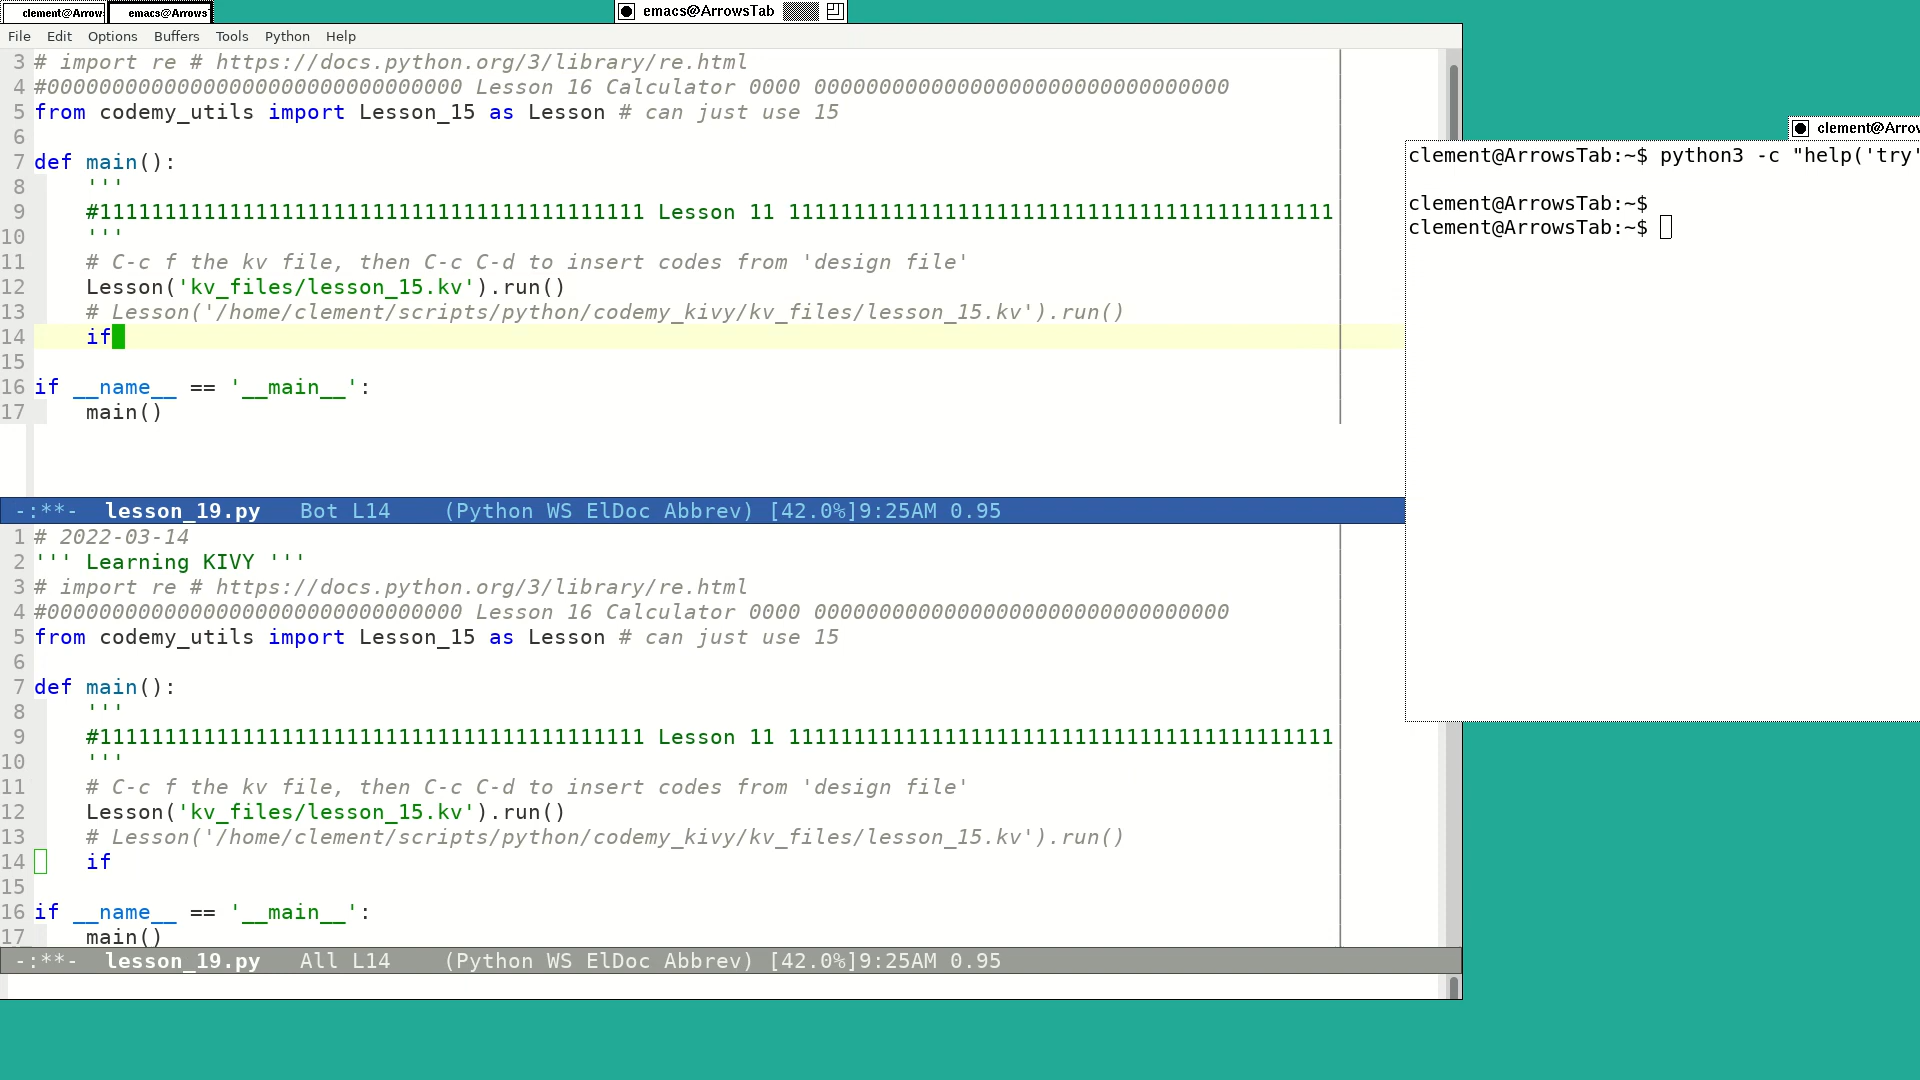 clement@Arrow
emacs@Arrows
emacs@ArrowsTab
File Edit Options Buffers Tools Python Help
3 # import re # https://docs.python.org/3/library/re.html
4 #00000000000000000000000000000000 Lesson 16 Calculator 0000 00000000000000000000000000000000
5 from codemy_utils import Lesson_15 as Lesson # can just use 15
6
7 def main():
8     '''
9     #111111111111111111111111111111111111111111 Lesson 11 111111111111111111111111111111111111111111
10     '''
11     # C-c f the kv file, then C-c C-d to insert codes from 'design file'
12     Lesson('kv_files/lesson_15.kv').run()
13     # Lesson('/home/clement/scripts/python/codemy_kivy/kv_files/lesson_15.kv').run()
14     if
15
16 if __name__ == '__main__':
17     main()
-:**-  lesson_19.py   Bot L14    (Python WS ElDoc Abbrev) [42.0%]9:25AM 0.95
1 # 2022-03-14
2 ''' Learning KIVY '''
3 # import re # https://docs.python.org/3/library/re.html
4 #00000000000000000000000000000000 Lesson 16 Calculator 0000 00000000000000000000000000000000
5 from codemy_utils import Lesson_15 as Lesson # can just use 15
6
7 def main():
8     '''
9     #111111111111111111111111111111111111111111 Lesson 11 111111111111111111111111111111111111111111
10     '''
11     # C-c f the kv file, then C-c C-d to insert codes from 'design file'
12     Lesson('kv_files/lesson_15.kv').run()
13     # Lesson('/home/clement/scripts/python/codemy_kivy/kv_files/lesson_15.kv').run()
14     if
15
16 if __name__ == '__main__':
17     main()
-:**-  lesson_19.py   All L14    (Python WS ElDoc Abbrev) [42.0%]9:25AM 0.95
clement@Arrow
clement@ArrowsTab:~$ python3 -c "help('try'
clement@ArrowsTab:~$
clement@ArrowsTab:~$